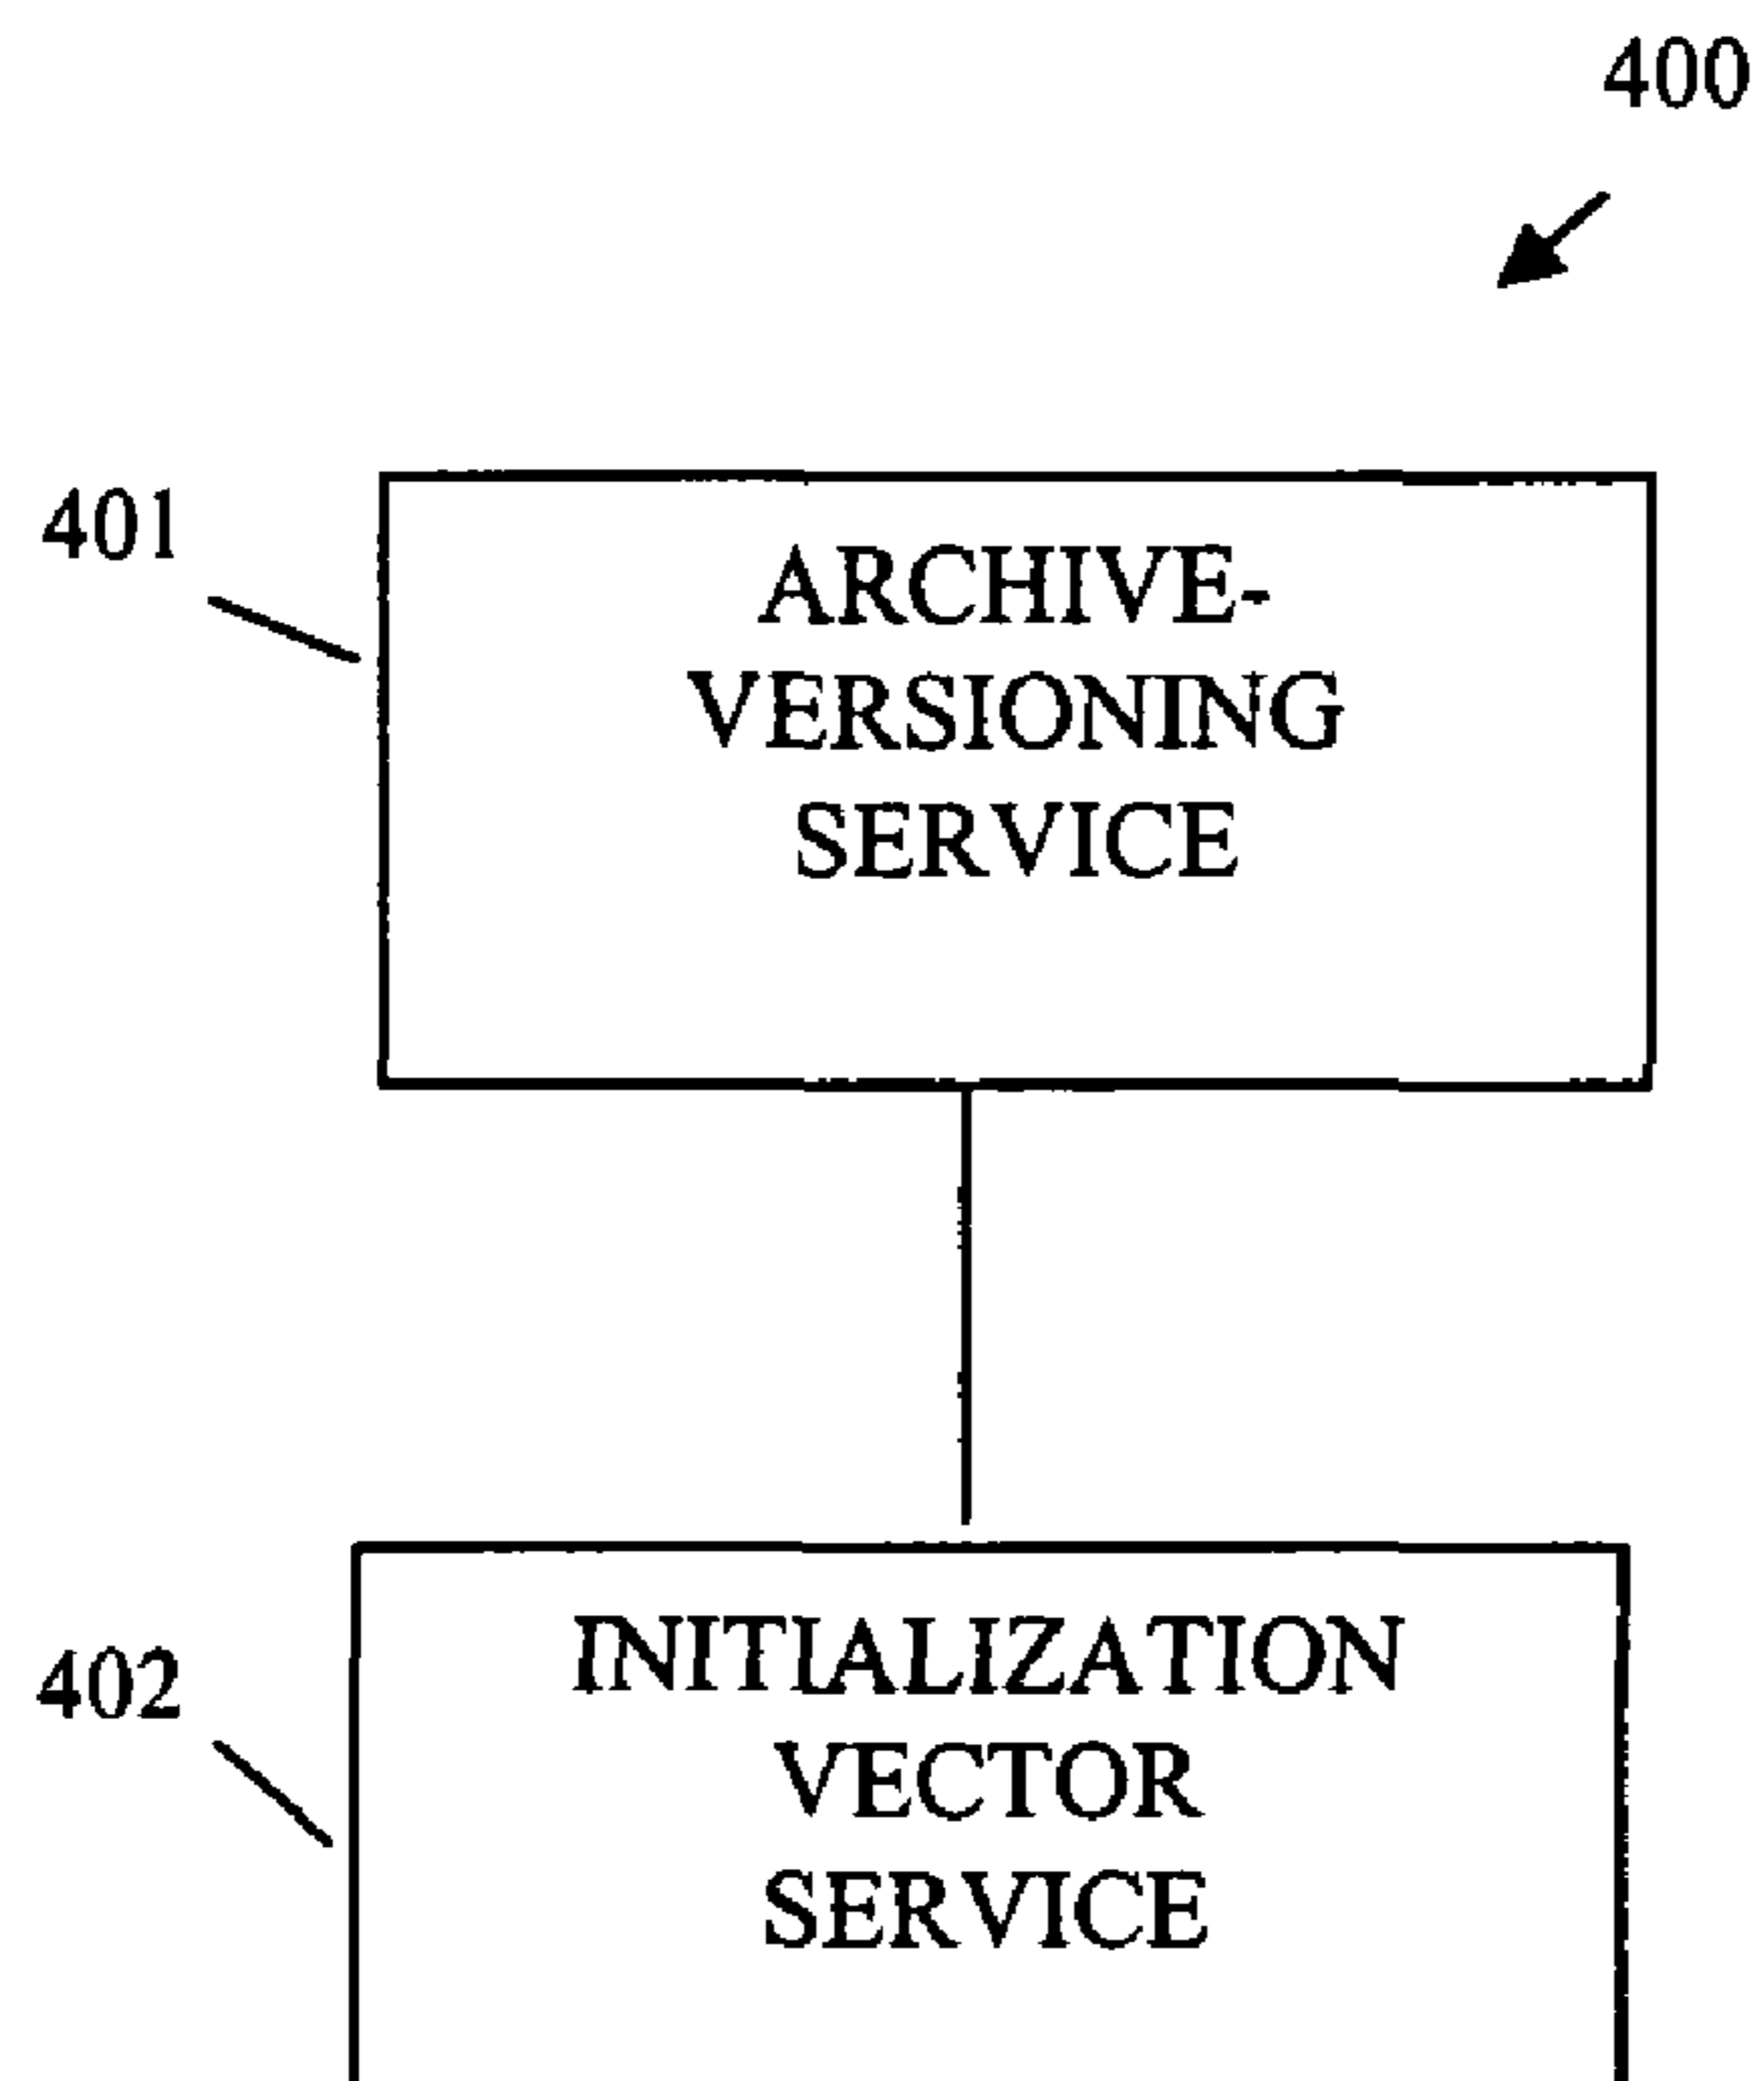 400
401
ARCHIVE-
VERSIONING
SERVICE
402
INITIALIZATION
VECTOR
SERVICE